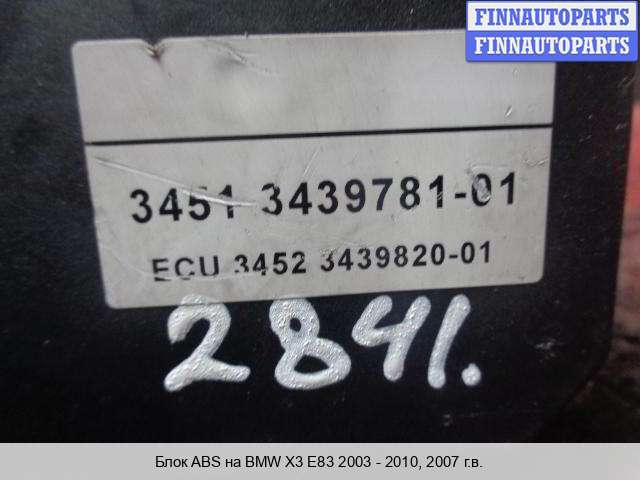 FINNAUTOPARTS
FINNAUTOPARTS
3451 3439781-01
ECU 3452 3439820-01
2841.
Блок ABS на BMW X3 E83 2003 - 2010, 2007 г.в.